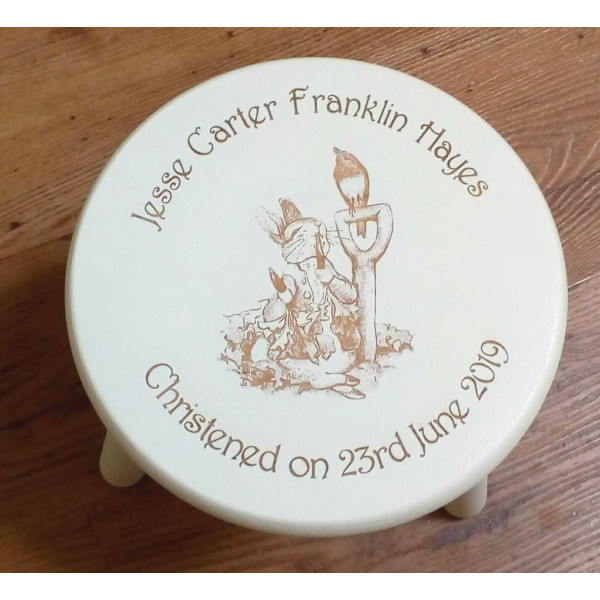 Jesse Carter Franklin Hayes
Christened on 23rd June 2019